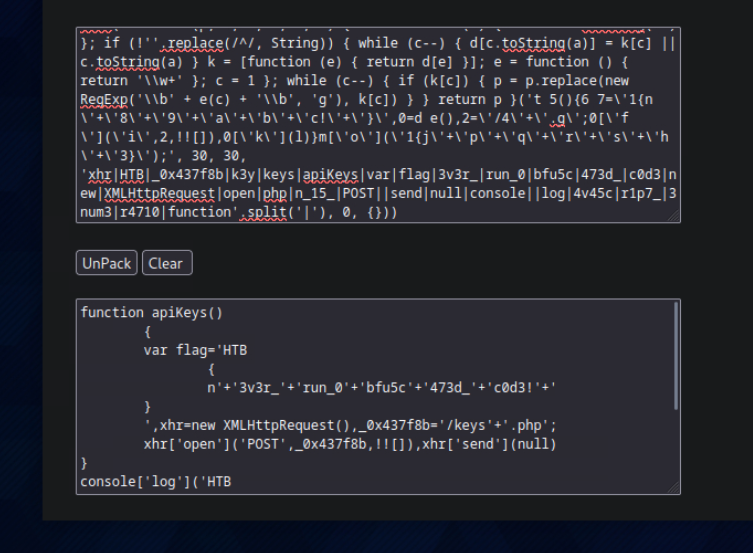 }; if (!''.replace(/^/, String)) { while (c--) { d[c.toString(a)] = k[c] ||
c.toString(a) } k = [function (e) { return d[e] }]; e = function () {
return '\\w+' }; c = 1 }; while (c--) { if (k[c]) { p = p.replace(new
RegExp('\\b' + e(c) + '\\b', 'g'), k[c]) } } return p }('t 5(){6 7=\'1{n
\'+\'8\'+\'9\'+\'a\'+\'b\'+\'c!\'+\'}\',0=d e(),2=\'/4\'+\'.g\';0[\'f
\'](\'i\',2,!![]),0[\'k\'](l)}m[\'o\'](\'1{j\'+\'p\'+\'q\'+\'r\'+\'s\'+\'h
\'+\'3}\');', 30, 30,
'xhr|HTB|_0x437f8b|k3y|keys|apiKeys|var|flag|3v3r_|run_0|bfu5c|473d_|c0d3|n
ew|XMLHttpRequest|open|php|n_15_|POST||send|null|console||log|4v45c|r1p7_|3
num3|r4710|function'.split('|'), 0, {}))
UnPack Clear
function apiKeys()
{
var flag='HTB
{
n'+'3v3r_'+'run_0'+'bfu5c'+'473d_'+'c0d3!'+'
}
',xhr=new XMLHttpRequest(),_0x437f8b='/keys'+'.php';
xhr['open']('POST',_0x437f8b,!![]),xhr['send'](null)
}
console['log']('HTB